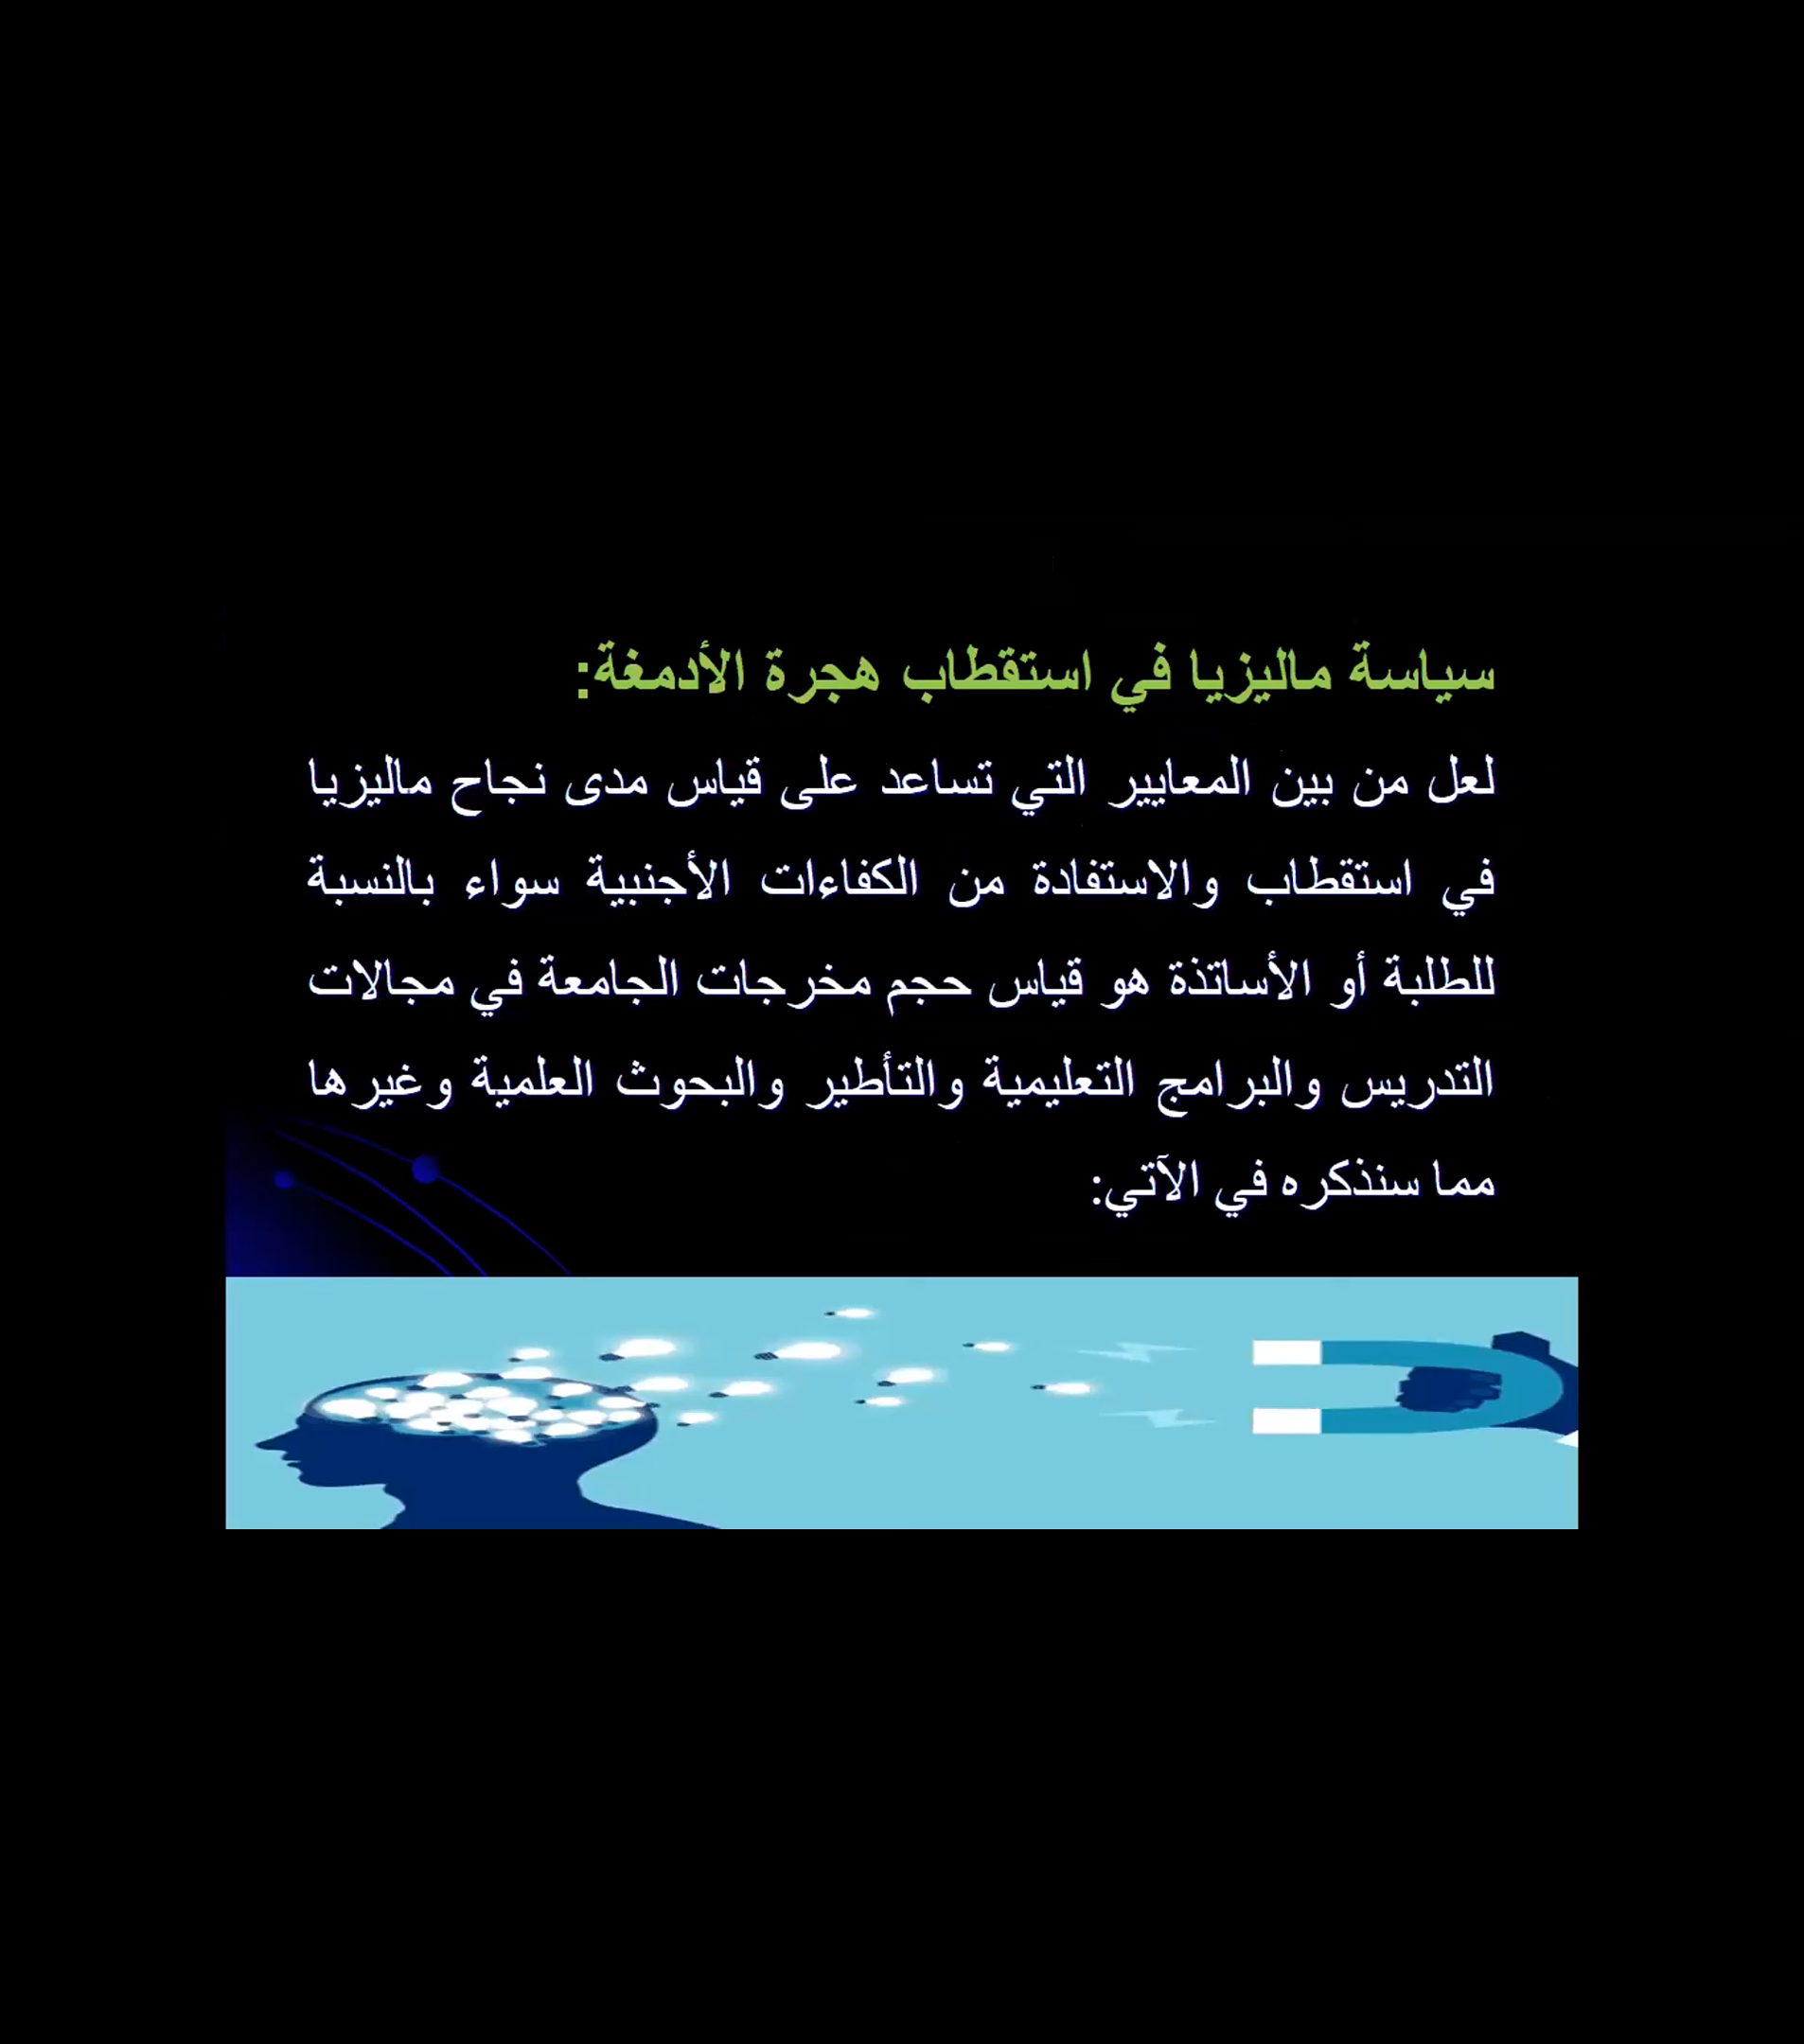 سياسة ماليزيا في استقطاب هجرة الأدمغة:
لعل من بين المعايير التي تساعد على قياس مدى نجاح ماليزيا
في استقطاب والاستفادة من الكفاءات الأجنبية سواء بالنسبة
للطلبة أو الأساتذة هو قياس حجم مخرجات الجامعة في مجالات
التدريس والبرامج التعليمية والتأطير والبحوث العلمية وغيرها
مما سنذكره في الآتي: